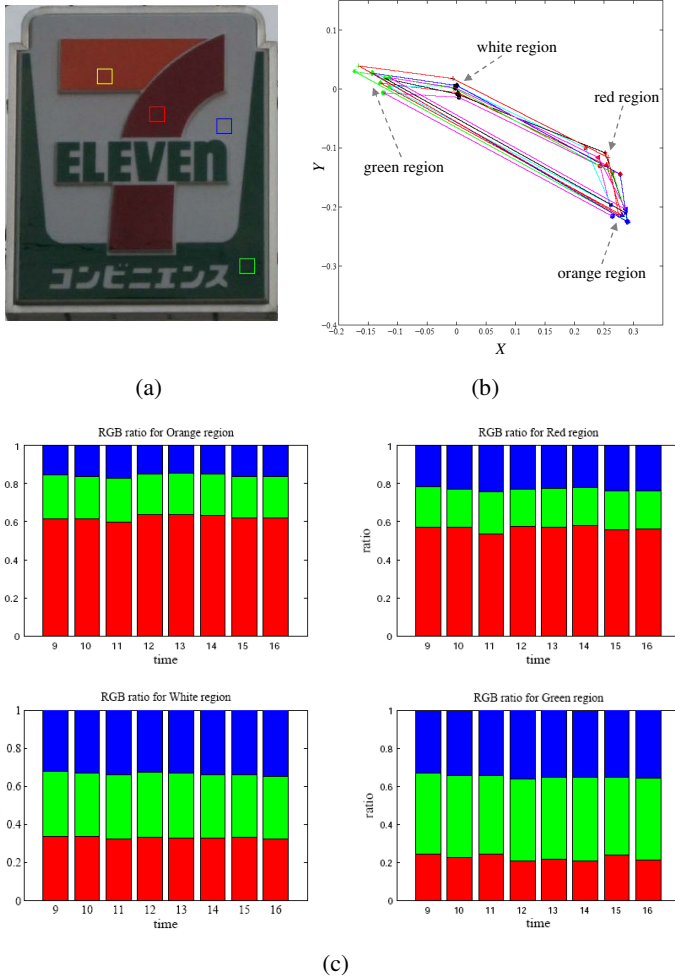 7
ELEVEn
コンビニエンス
(a)
0.1
0
-0.1
-0.2
-0.3
-0.4
Y
-0.2 -0.15 -0.1 -0.05 0 0.05 0.1 0.15 0.2 0.25 0.3
X
white region
red region
green region
orange region
(b)
RGB ratio for Orange region
1
0.8
0.6
0.4
0.2
0
9 10 11 12 13 14 15 16
time
RGB ratio for Red region
1
0.8
0.6
0.4
0.2
0
ratio
9 10 11 12 13 14 15 16
time
RGB ratio for White region
1
0.8
0.6
0.4
0.2
0
9 10 11 12 13 14 15 16
time
RGB ratio for Green region
1
0.8
0.6
0.4
0.2
0
ratio
9 10 11 12 13 14 15 16
time
(c)